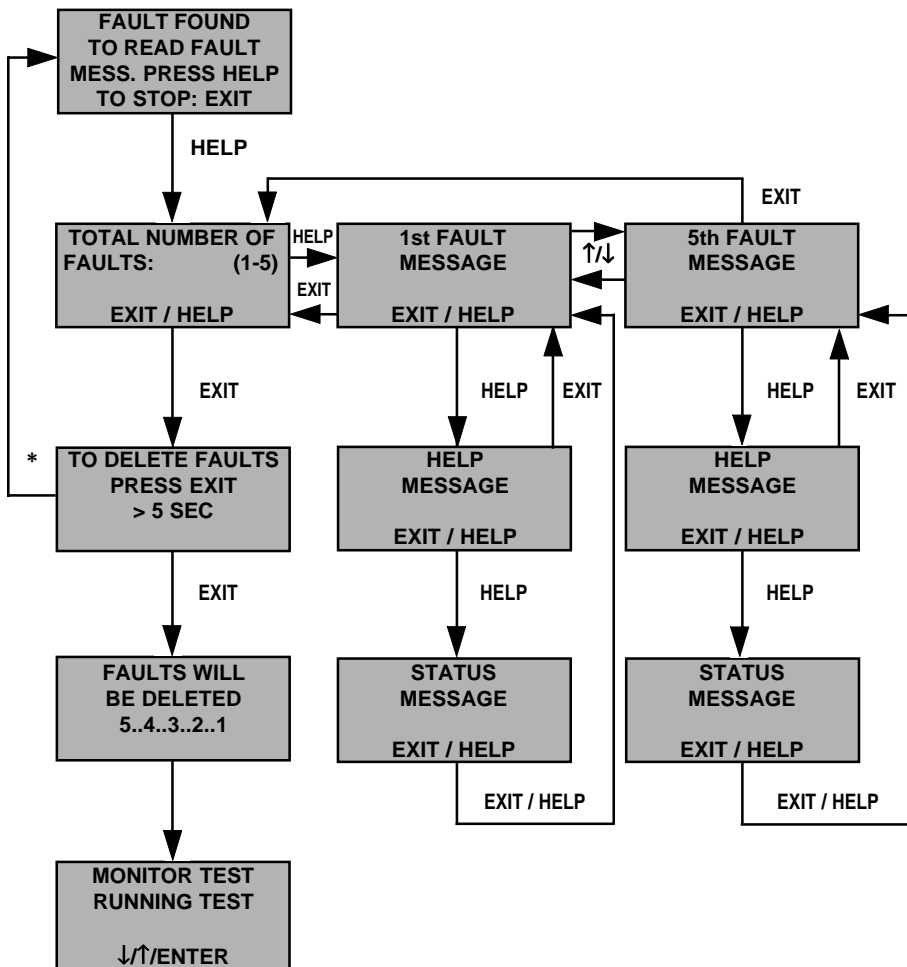 FAULT FOUND
TO READ FAULT
MESS. PRESS HELP
TO STOP: EXIT
HELP
EXIT
TOTAL NUMBER OF
FAULTS: (1-5)
EXIT / HELP
HELP
EXIT
1st FAULT
MESSAGE
EXIT / HELP
↑/↓
5th FAULT
MESSAGE
EXIT / HELP
EXIT
HELP
EXIT
HELP
EXIT
*
TO DELETE FAULTS
PRESS EXIT
> 5 SEC
HELP
MESSAGE
EXIT / HELP
HELP
MESSAGE
EXIT / HELP
EXIT
HELP
HELP
FAULTS WILL
BE DELETED
5..4..3..2..1
STATUS
MESSAGE
EXIT / HELP
STATUS
MESSAGE
EXIT / HELP
EXIT / HELP
EXIT / HELP
MONITOR TEST
RUNNING TEST
↓/↑/ENTER